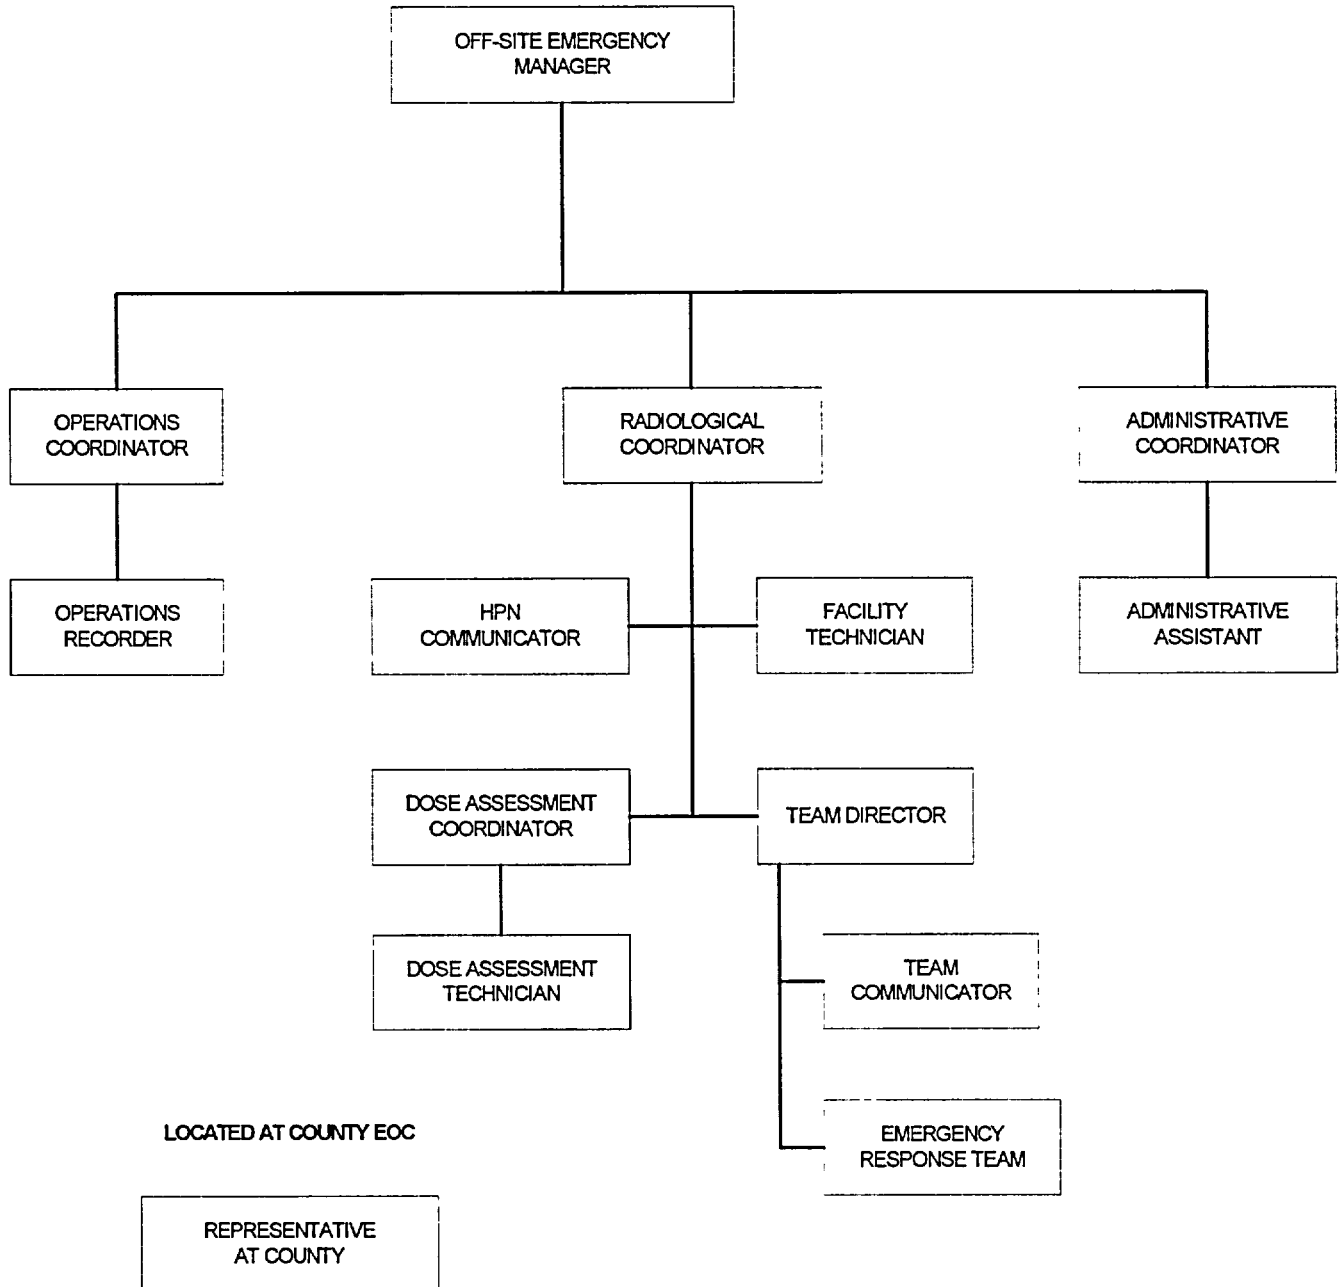 OFF-SITE EMERGENCY
MANAGER
OPERATIONS
COORDINATOR
RADIOLOGICAL
COORDINATOR
ADMINISTRATIVE
COORDINATOR
OPERATIONS
RECORDER
HPN
COMMUNICATOR
FACILITY
TECHNICIAN
ADMINISTRATIVE
ASSISTANT
DOSE ASSESSMENT
COORDINATOR
TEAM DIRECTOR
DOSE ASSESSMENT
TECHNICIAN
TEAM
COMMUNICATOR
LOCATED AT COUNTY EOC
EMERGENCY
RESPONSE TEAM
REPRESENTATIVE
AT COUNTY